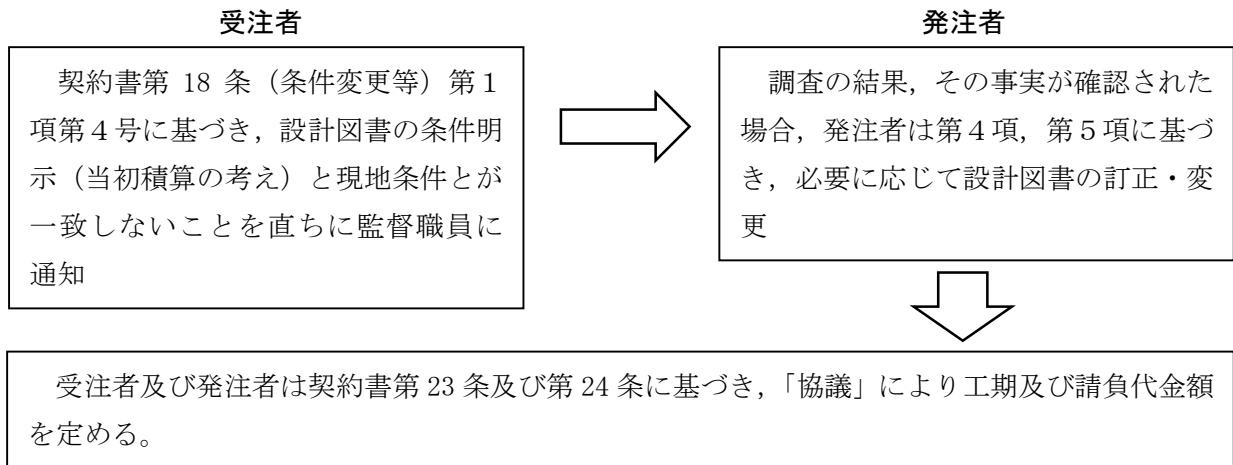 受注者
契約書第 18 条（条件変更等）第１
項第４号に基づき，設計図書の条件明
示（当初積算の考え）と現地条件とが
一致しないことを直ちに監督職員に
通知
発注者
調査の結果，その事実が確認された
場合，発注者は第４項，第５項に基づ
き，必要に応じて設計図書の訂正・変
更
受注者及び発注者は契約書第 23 条及び第 24 条に基づき，「協議」により工期及び請負代金額
を定める。